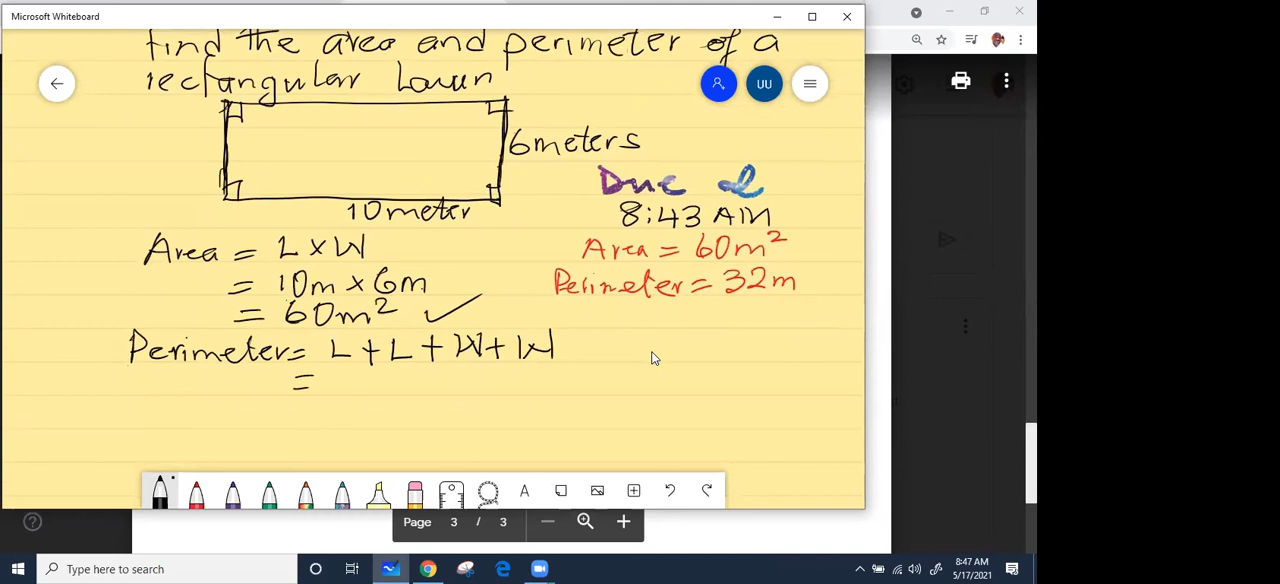 Microsoft Whiteboard
find the area and perimeter of a
rectangular Lawn
UU
6meters
10meter
Due @
8:43 AM
Area = L x W
= 10m x 6m
= 60m² ✓
Area = 60m²
Perimeter = 32m
Perimeter = L + L + W + W
=
A
Page 3 / 3
Type here to search
8:47 AM
5/17/2021